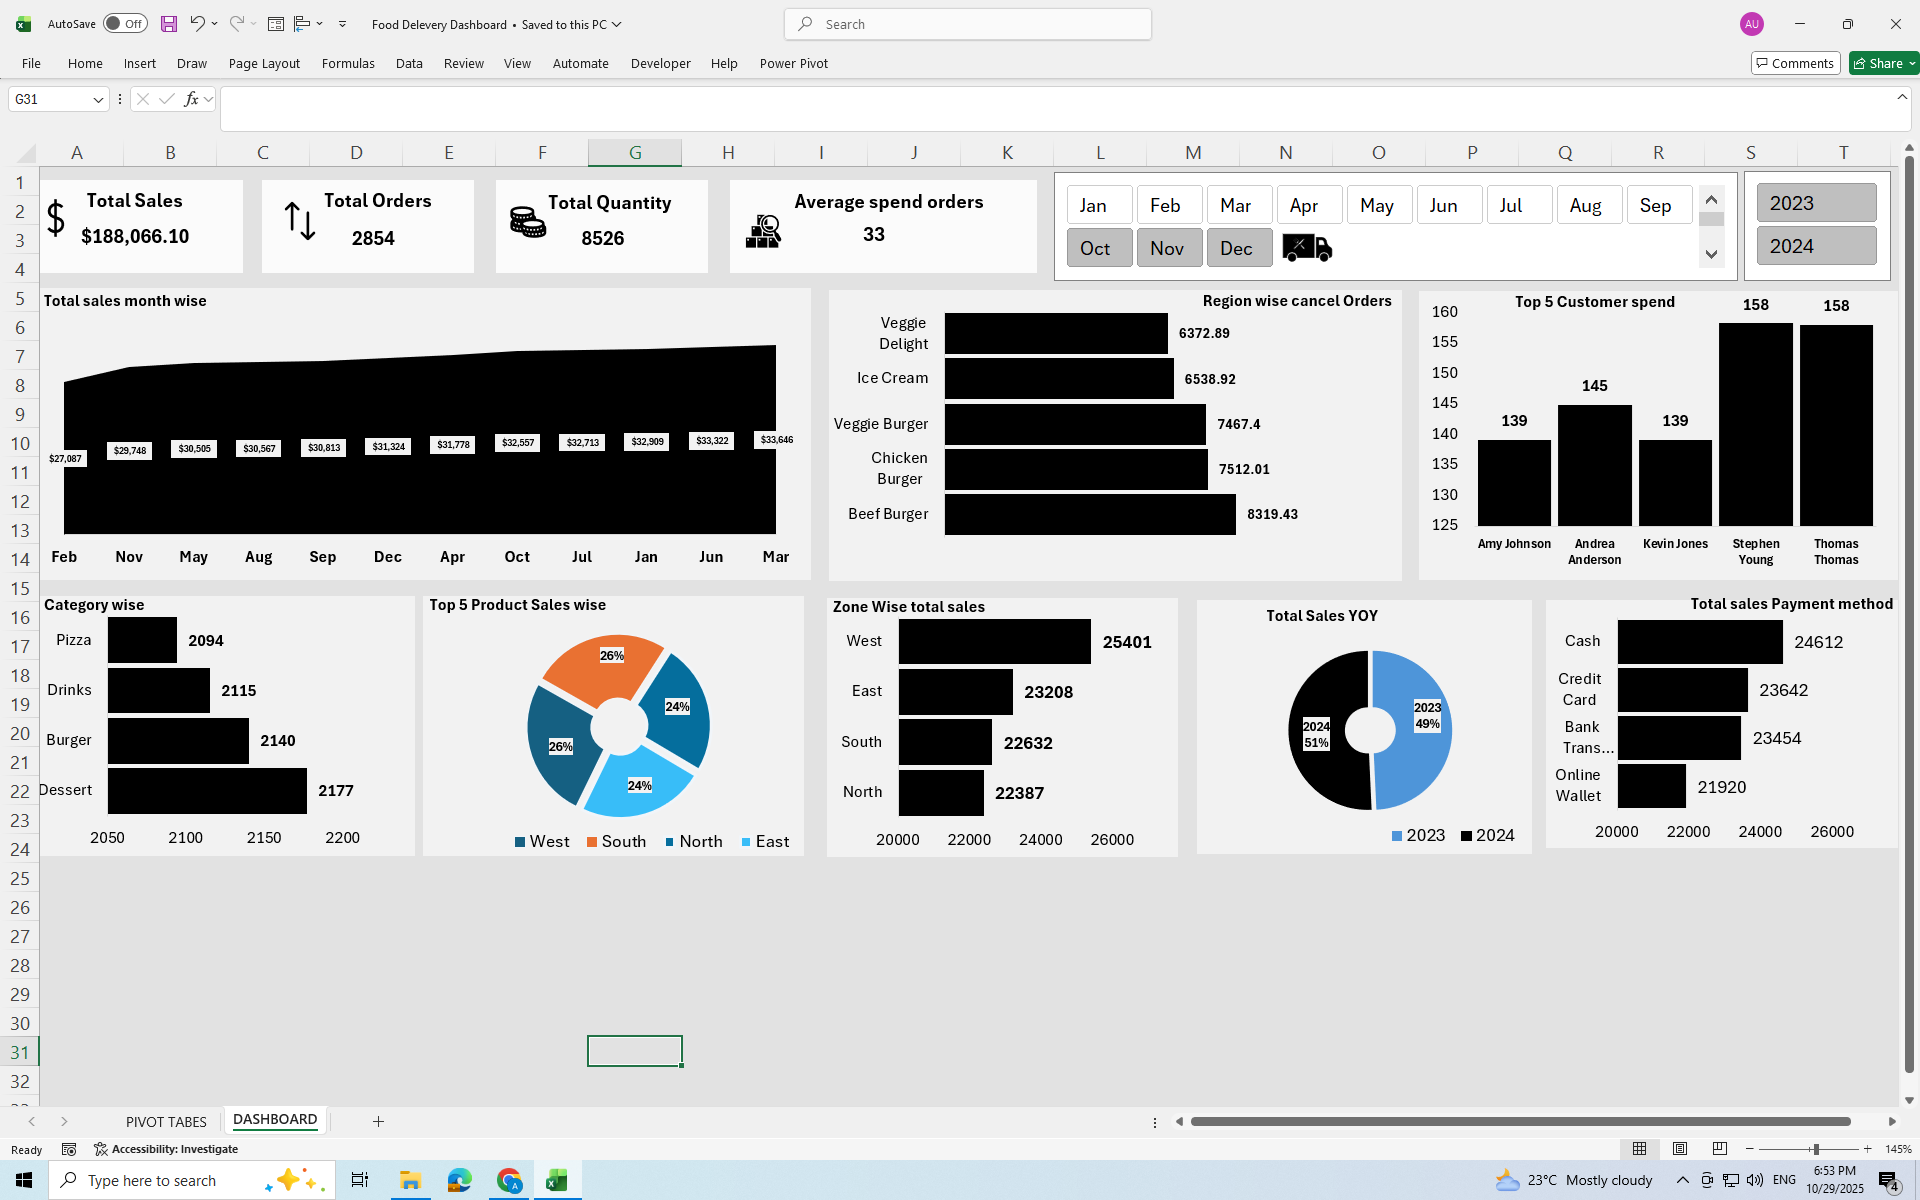 AutoSave Off Food Delevery Dashboard • Saved to this PC Search AU
File Home Insert Draw Page Layout Formulas Data Review View Automate Developer Help Power Pivot Comments Share
G31 fx
A B C D E F G H I J K L M N O P Q R S T
1
2
3
4
5
6
7
8
9
10
11
12
13
14
15
16
17
18
19
20
21
22
23
24
25
26
27
28
29
30
31
32
Total Sales
$188,066.10
Total Orders
2854
Total Quantity
8526
Average spend orders
33
Jan Feb Mar Apr May Jun Jul Aug Sep
Oct Nov Dec
2023
2024
Total sales month wise
$27,087 $29,748 $30,505 $30,567 $30,813 $31,324 $31,778 $32,557 $32,713 $32,909 $33,322 $33,646
Feb Nov May Aug Sep Dec Apr Oct Jul Jan Jun Mar
Region wise cancel Orders
Veggie
Delight 6372.89
Ice Cream 6538.92
Veggie Burger 7467.4
Chicken
Burger 7512.01
Beef Burger 8319.43
Top 5 Customer spend
160
155
150
145
140
135
130
125
139 145 139 158 158
Amy Johnson Andrea Kevin Jones Stephen Thomas
Anderson Young Thomas
Category wise
Pizza 2094
Drinks 2115
Burger 2140
Dessert 2177
2050 2100 2150 2200
Top 5 Product Sales wise
26%
24%
26%
24%
West South North East
Zone Wise total sales
West 25401
East 23208
South 22632
North 22387
20000 22000 24000 26000
Total Sales YOY
2023
49%
2024
51%
2023 2024
Total sales Payment method
Cash 24612
Credit
Card 23642
Bank
Trans... 23454
Online
Wallet 21920
20000 22000 24000 26000
PIVOT TABES DASHBOARD
Ready Accessibility: Investigate 145%
Type here to search 23°C Mostly cloudy ENG 6:53 PM
10/29/2025 4